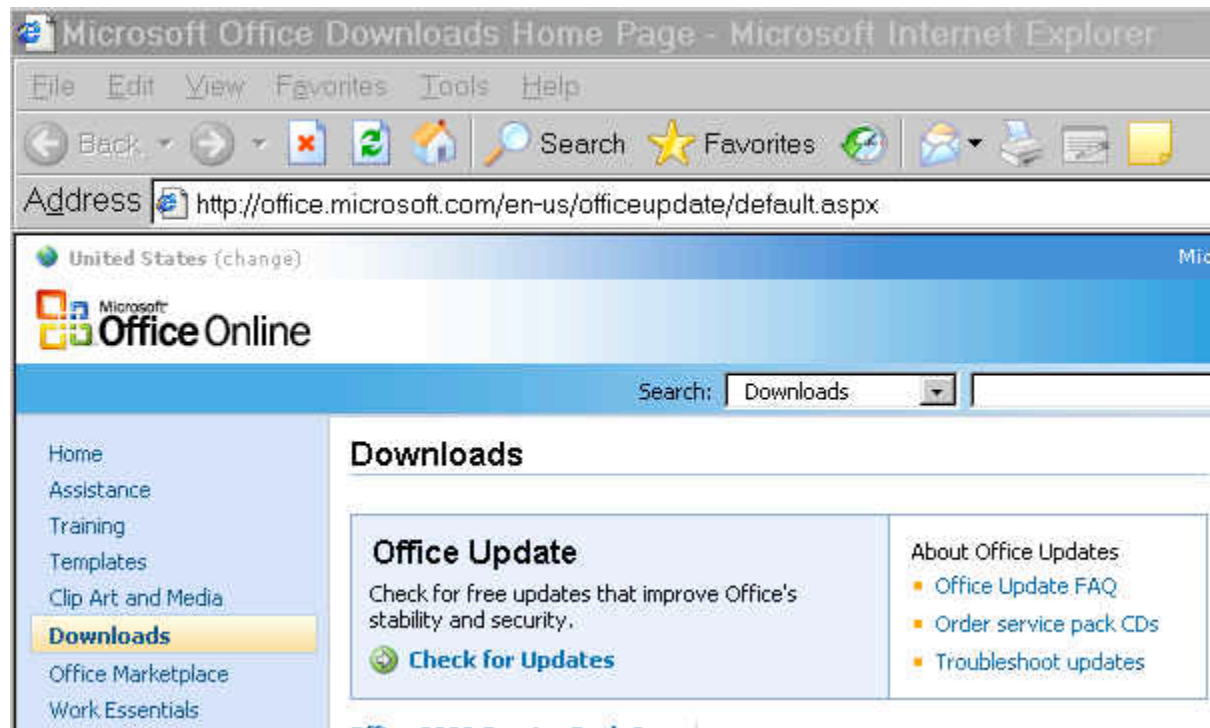 Microsoft Office Downloads Home Page - Microsoft Internet Explorer
File Edit View Favorites Tools Help
Back Search Favorites
Address http://office.microsoft.com/en-us/officeupdate/default.aspx
United States (change)
Microsoft
Office Online
Search: Downloads
Home
Assistance
Training
Templates
Clip Art and Media
Downloads
Office Marketplace
Work Essentials
Downloads
Office Update
Check for free updates that improve Office's
stability and security.
Check for Updates
About Office Updates
Office Update FAQ
Order service pack CDs
Troubleshoot updates